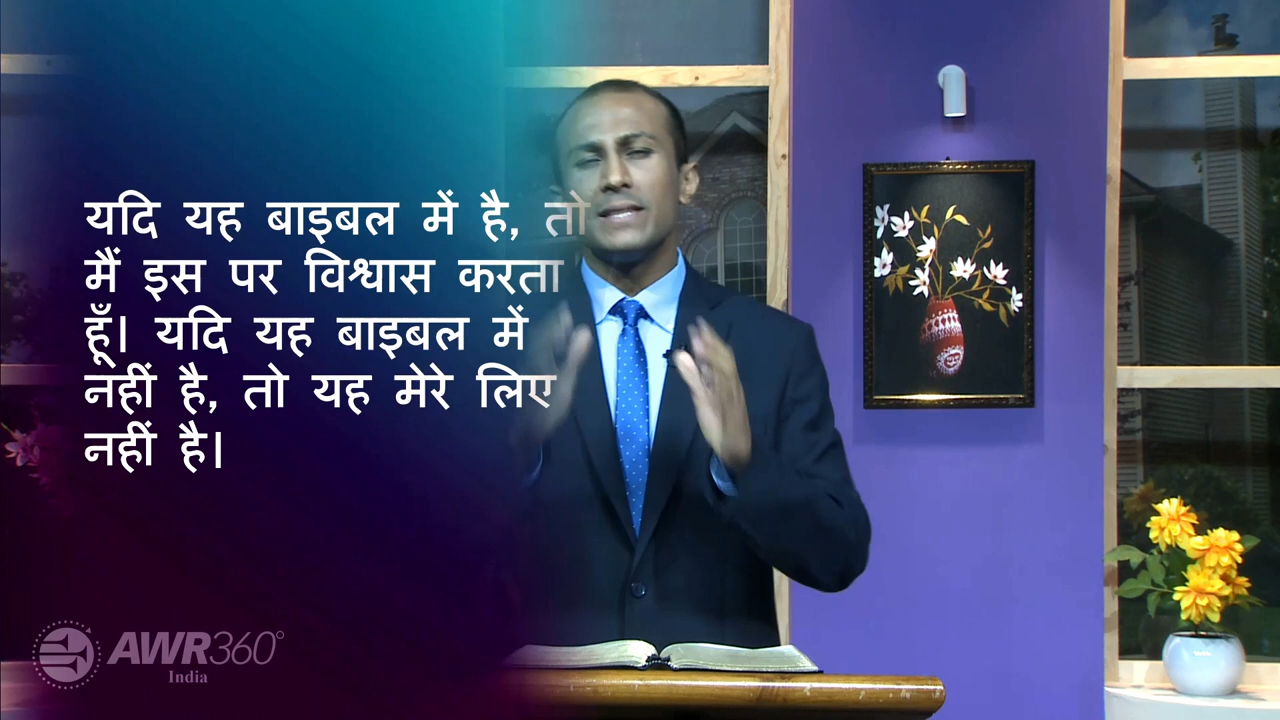 यदि यह बाइबल में है, तो
मैं इस पर विश्वास करता
हूँ। यदि यह बाइबल में
नहीं है, तो यह मेरे लिए
नहीं है।
AWR360°
India